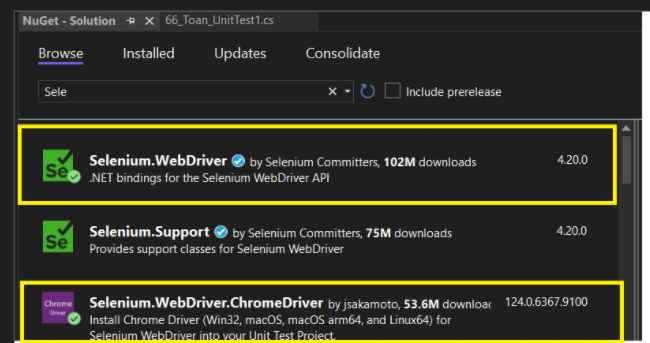 NuGet - Solution 66_Toan_UnitTest1.cs
Browse Installed Updates Consolidate
Sele Include prerelease
Selenium.WebDriver by Selenium Committers, 102M downloads 4.20.0
.NET bindings for the Selenium WebDriver API
Se
Selenium.Support by Selenium Committers, 75M downloads 4.20.0
Se
Provides support classes for Selenium WebDriver
Selenium.WebDriver.ChromeDriver by jsakamoto, 53.6M downloac 124.0.6367.9100
Chrome
Driver
Install Chrome Driver (Win32, macOS, macOS arm64, and Linux64) for
Selenium WebDriver into your Unit Test Project.